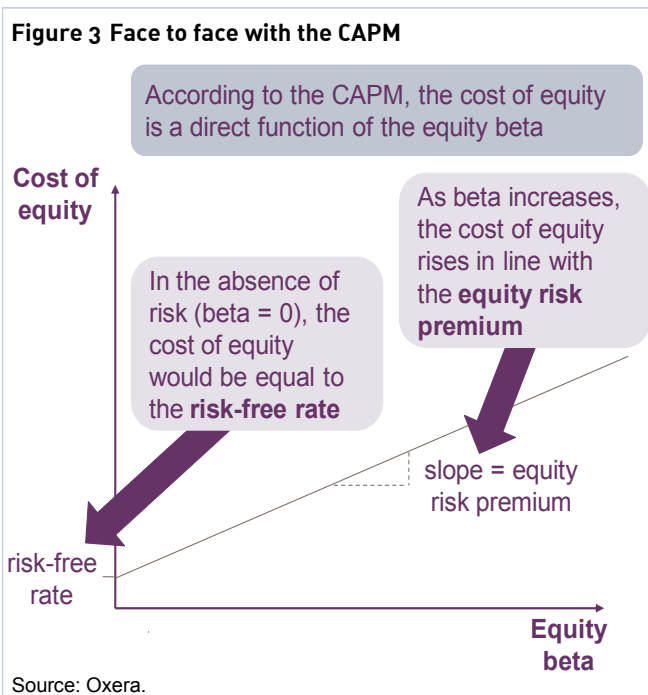 Figure 3 Face to face with the CAPM
According to the CAPM, the cost of equity
is a direct function of the equity beta
Cost of
equity
As beta increases,
the cost of equity
rises in line with
the equity risk
premium
In the absence of
risk (beta = 0), the
cost of equity
would be equal to
the risk-free rate
slope = equity
risk premium
risk-free
rate
Equity
beta
Source: Oxera.